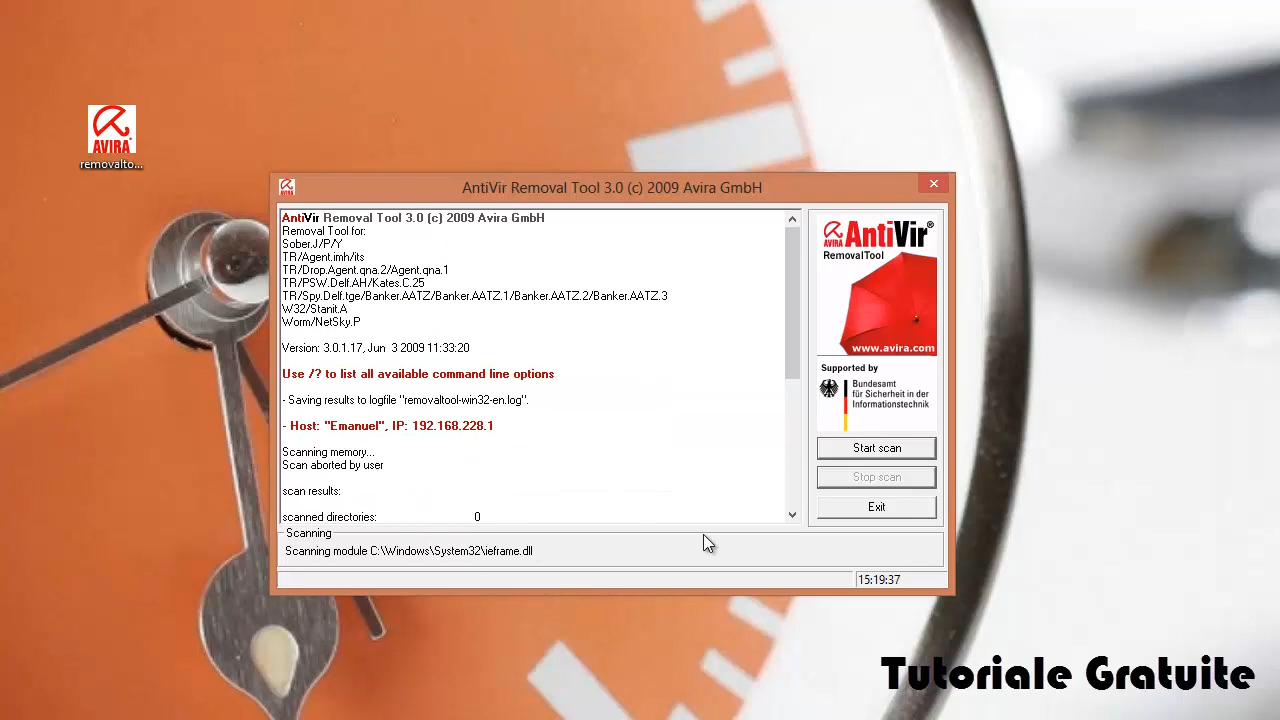 AVIRA
removalto...
AntiVir Removal Tool 3.0 (c) 2009 Avira GmbH
AntiVir Removal Tool 3.0 (c) 2009 Avira GmbH
Removal Tool for:
Sober.J/P/Y
TR/Agent.imh/its
TR/Drop.Agent.qna.2/Agent.qna.1
TR/PSW.Delf.AH/Kates.C.25
TR/Spy.Delf.tge/Banker.AATZ/Banker.AATZ.1/Banker.AATZ.2/Banker.AATZ.3
W32/Stanit.A
Worm/NetSky.P
Version: 3.0.1.17, Jun  3 2009 11:33:20
Use /? to list all available command line options
- Saving results to logfile "removaltool-win32-en.log".
- Host: "Emanuel", IP: 192.168.228.1
Scanning memory...
Scan aborted by user
scan results:
scanned directories: 0
Scanning
Scanning module C:\Windows\System32\ieframe.dll
15:19:37
AVIRA AntiVir®
RemovalTool
www.avira.com
Supported by
Bundesamt
für Sicherheit in der
Informationstechnik
Start scan
Stop scan
Exit
Tutoriale Gratuite